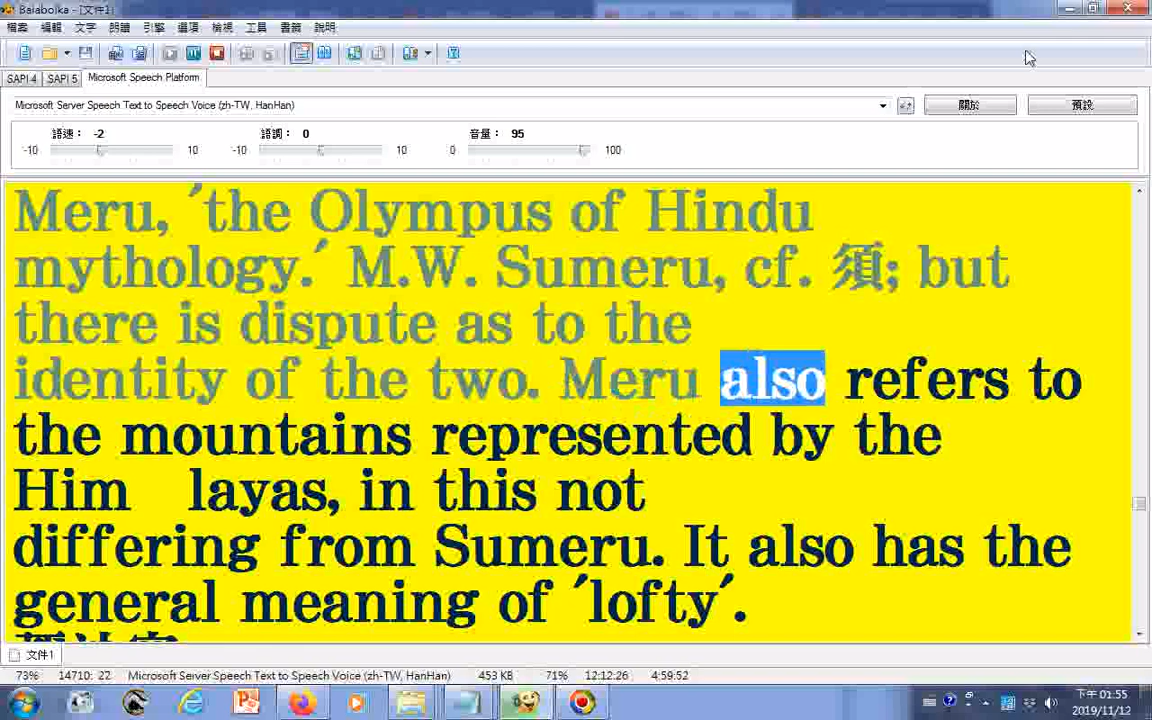 Balabolka - [文件1]
檔案 編輯 文字 朗讀 引擎 選項 檢視 工具 書籤 說明
SAPI 4 SAPI 5 Microsoft Speech Platform
Microsoft Server Speech Text to Speech Voice (zh-TW, HanHan) 關於 預設
語速： -2 語調： 0 音量： 95
-10 10 -10 10 0 100
Meru, ′the Olympus of Hindu
mythology.′ M.W. Sumeru, cf. 須; but
there is dispute as to the
identity of the two. Meru also refers to
the mountains represented by the
Him layas, in this not
differing from Sumeru. It also has the
general meaning of ′lofty′.
文件1
73% 14710: 22 Microsoft Server Speech Text to Speech Voice (zh-TW, HanHan) 453 KB 71% 12:12:26 4:59:52
下午 01:55
2019/11/12